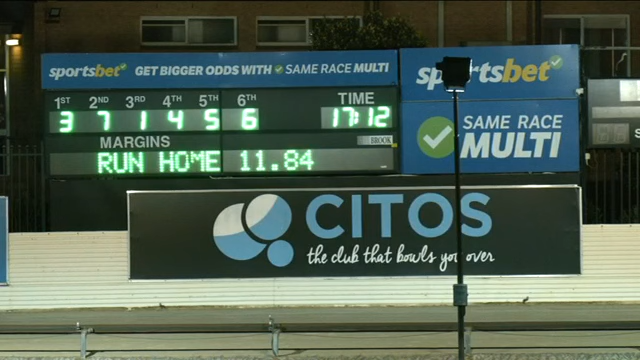 sportsbet GET BIGGER ODDS WITH SAME RACE MULTI
sportsbet
1ST 2ND 3RD 4TH 5TH 6TH TIME
3 7 1 4 5 6 17:12
SAME RACE
MULTI
MARGINS BROOK
RUN HOME 11.84
CITOS
the club that bowls you over